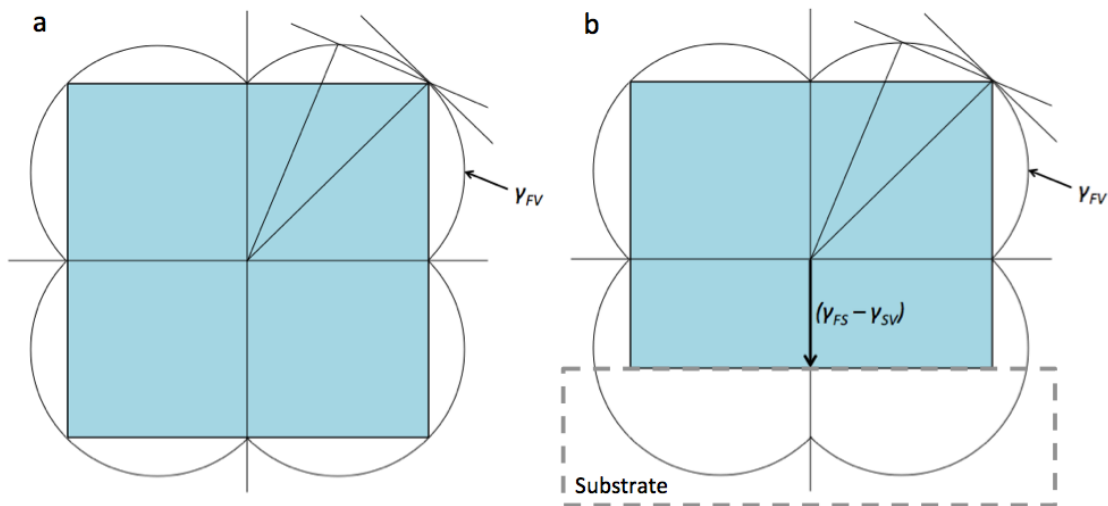 a
γFV
b
γFV
(γFS – γSV)
Substrate